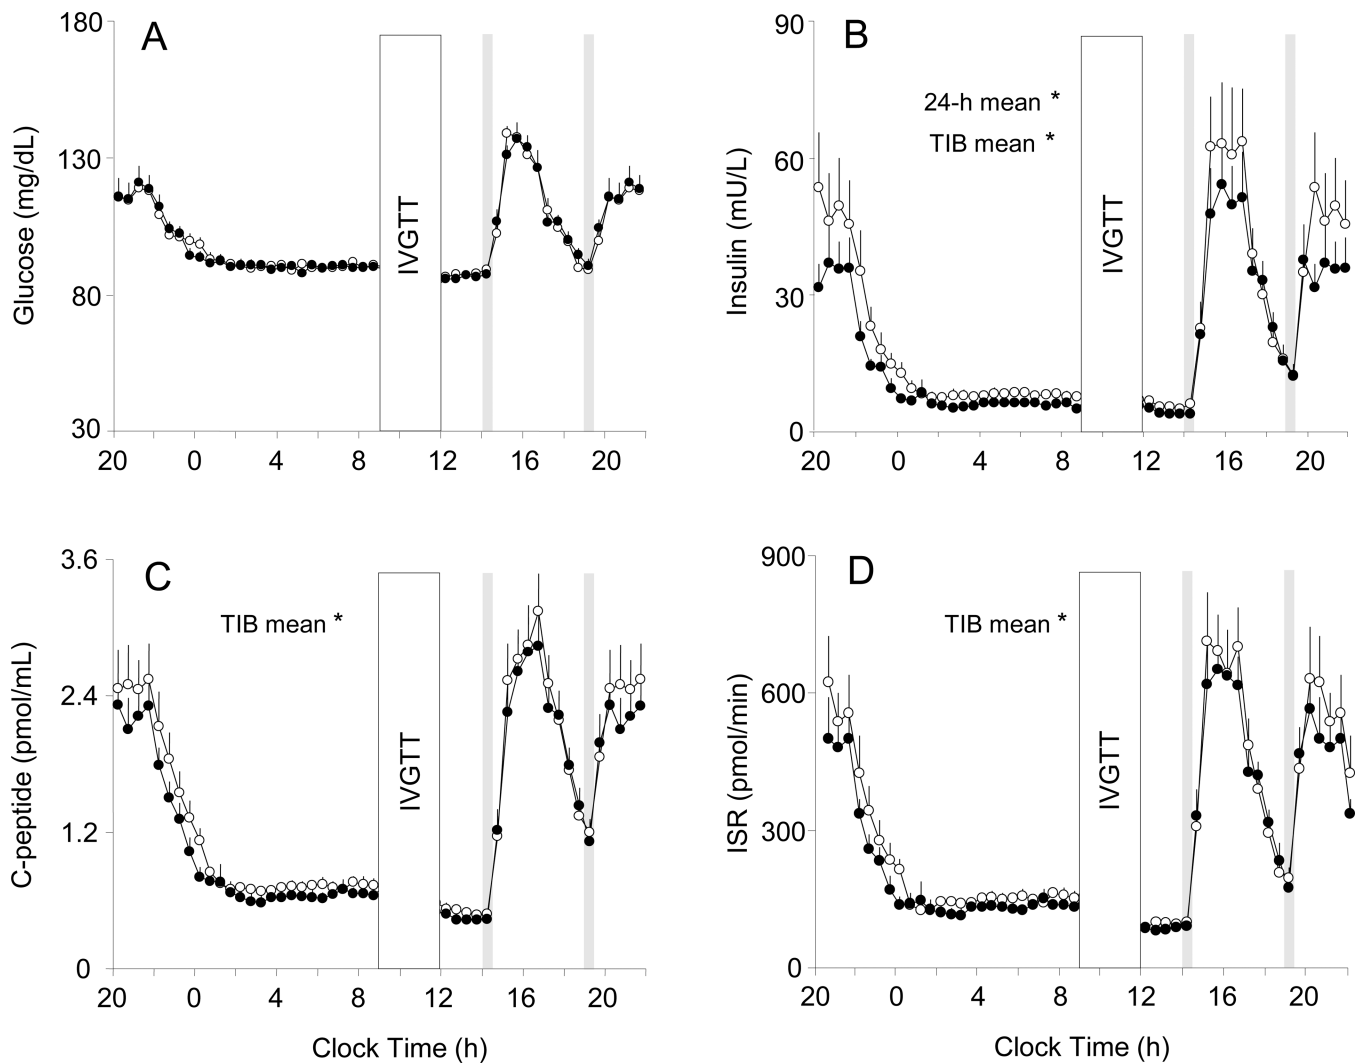 A
180
130
80
30
Glucose (mg/dL)
IVGTT
20 0 4 8 12 16 20
B
90
60
30
0
Insulin (mU/L)
24-h mean *
TIB mean *
IVGTT
20 0 4 8 12 16 20
C
3.6
2.4
1.2
0
C-peptide (pmol/mL)
TIB mean *
IVGTT
20 0 4 8 12 16 20
Clock Time (h)
D
900
600
300
0
ISR (pmol/min)
TIB mean *
IVGTT
20 0 4 8 12 16 20
Clock Time (h)